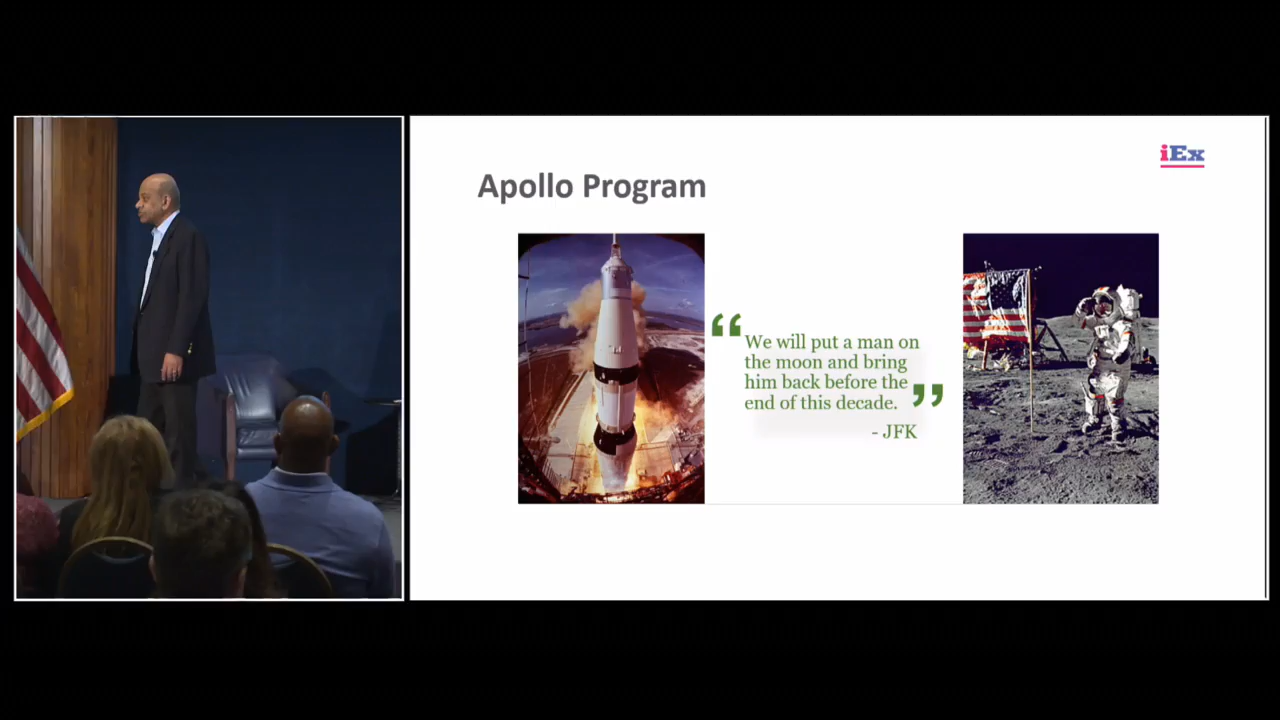 iEx
Apollo Program
“We will put a man on
the moon and bring
him back before the
end of this decade.”
- JFK